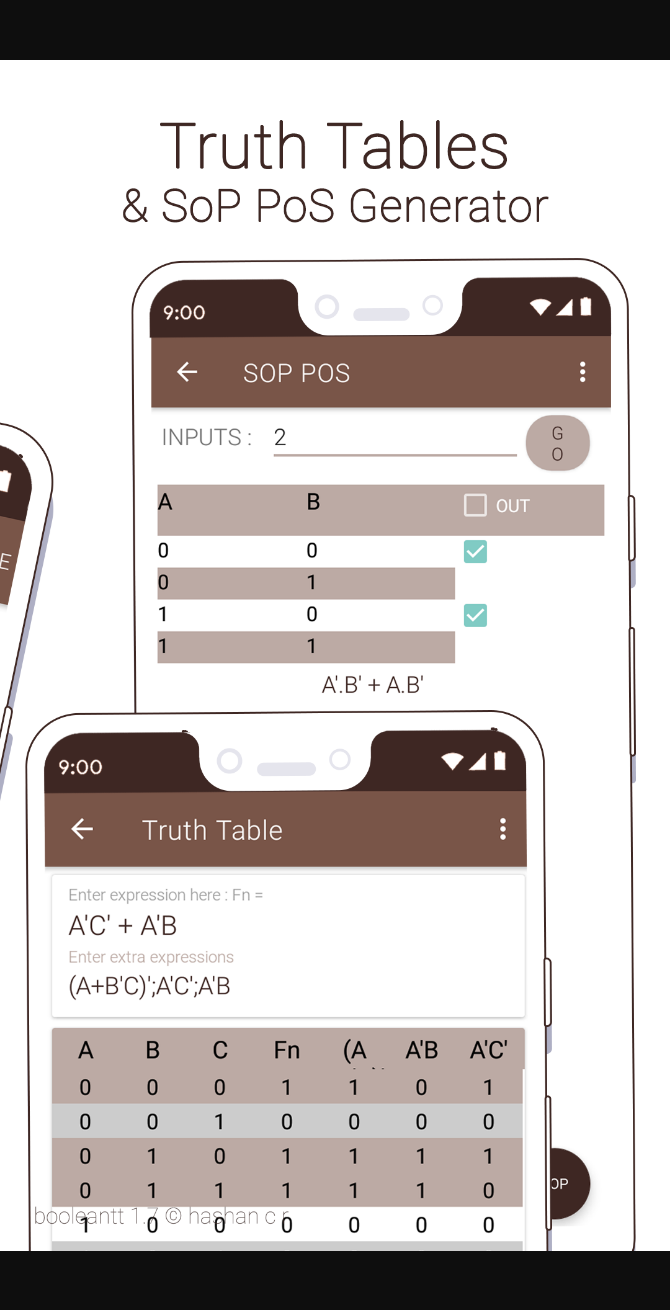 Truth Tables
& SoP PoS Generator
9:00
SOP POS
INPUTS : 2
G
O
A B OUT
0 0
0 1
1 0
1 1
A'.B' + A.B'
E
9:00
Truth Table
Enter expression here : Fn =
A'C' + A'B
Enter extra expressions
(A+B'C)';A'C';A'B
A B C Fn (A A'B A'C'
0 0 0 1 1 0 1
0 0 1 0 0 0 0
0 1 0 1 1 1 1
0 1 1 1 1 1 0
1 0 0 0 0 0 0
OP
booleantt 1.7 © hashan c r